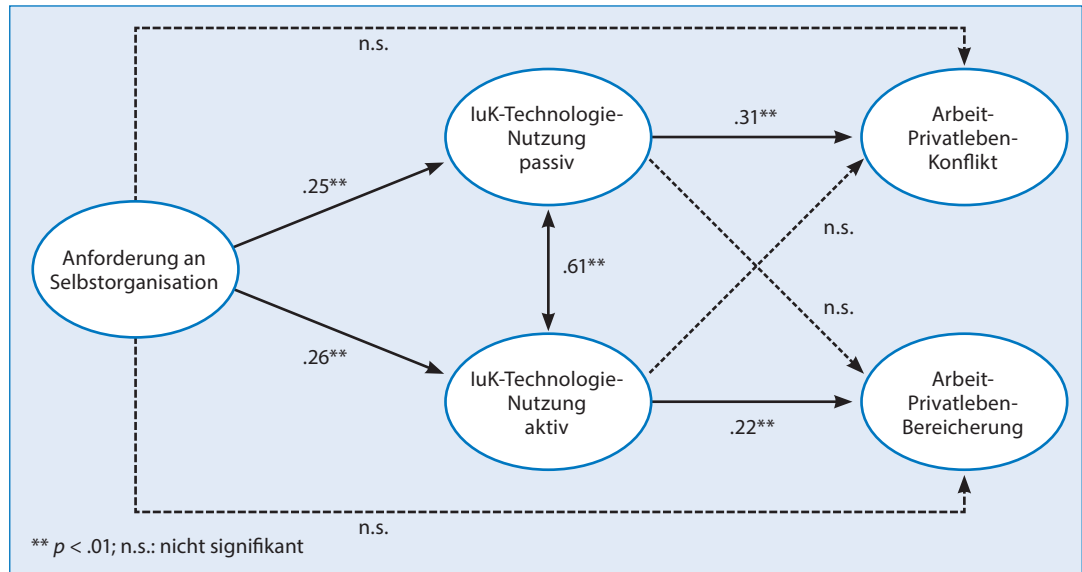 n.s.
IuK-Technologie-
Nutzung
passiv
.31**
Arbeit-
Privatleben-
Konflikt
.25**
n.s.
Anforderung an
Selbstorganisation
.61**
n.s.
.26**
IuK-Technologie-
Nutzung
aktiv
.22**
Arbeit-
Privatleben-
Bereicherung
n.s.
** p < .01; n.s.: nicht signifikant